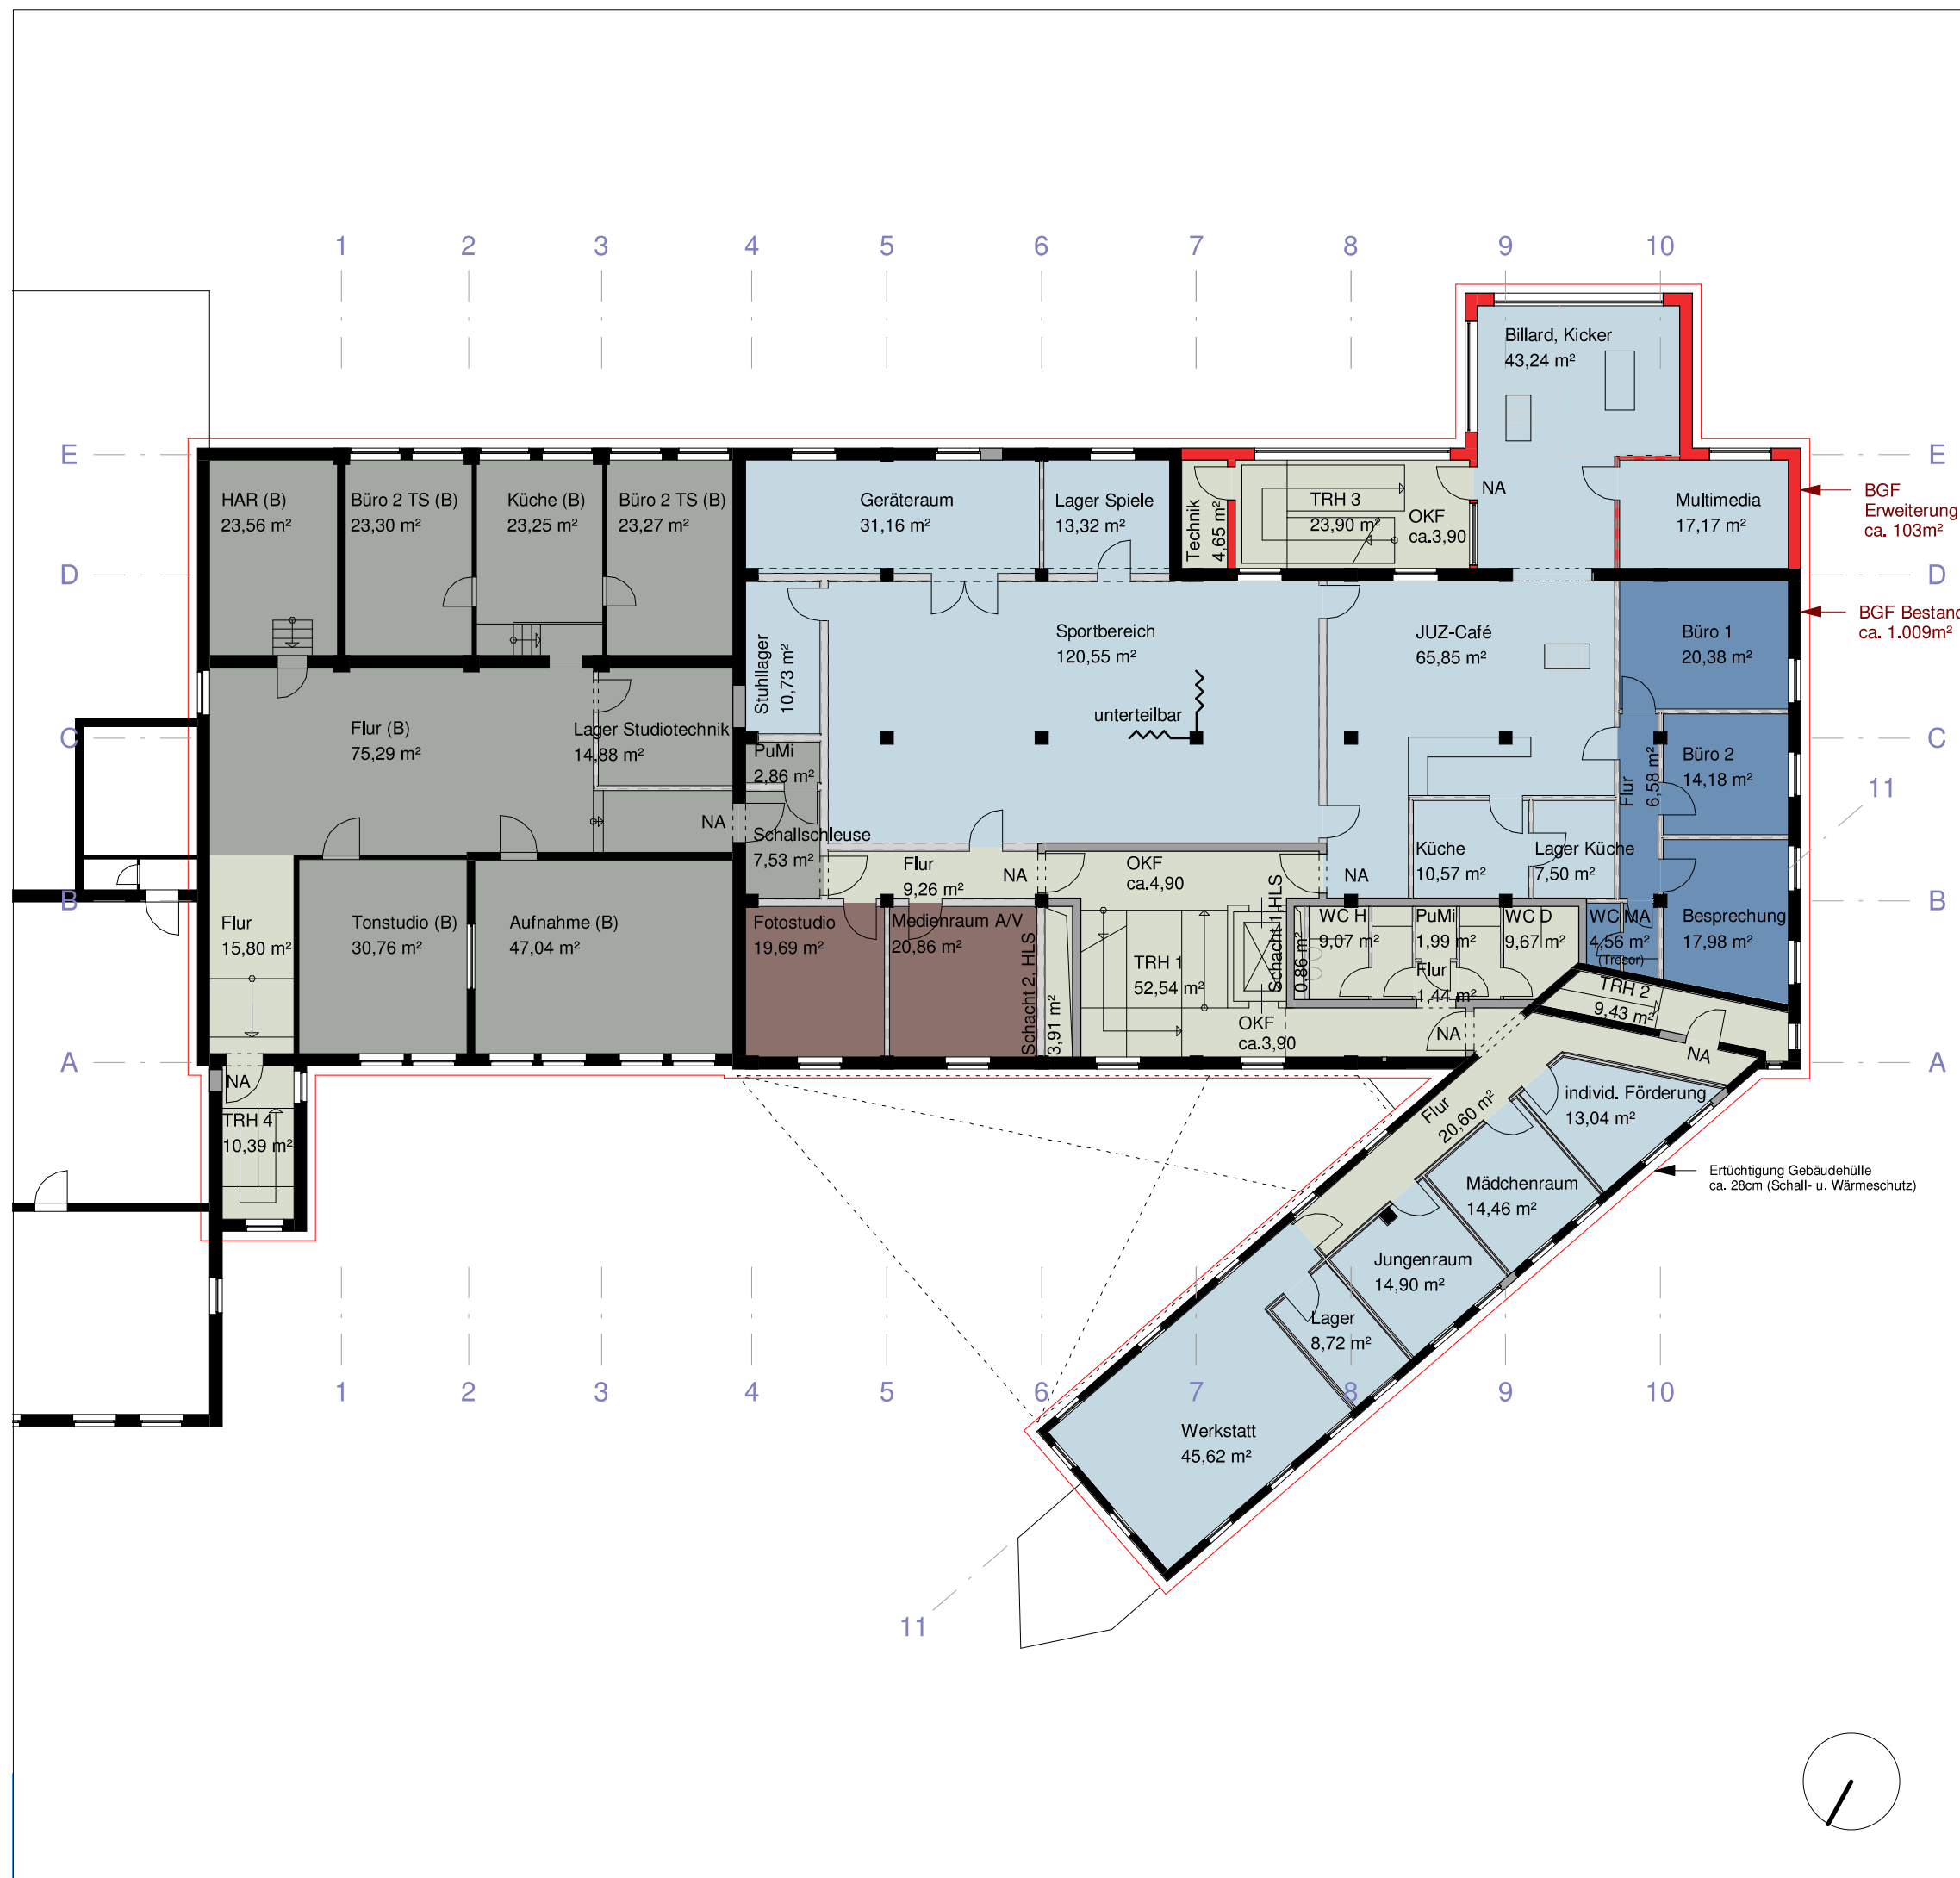 1 2 3 4 5 6 7 8 9 10
Billard, Kicker
43,24 m²
E
E
HAR (B)
23,56 m²
Büro 2 TS (B)
23,30 m²
Küche (B)
23,25 m²
Büro 2 TS (B)
23,27 m²
Geräteraum
31,16 m²
Lager Spiele
13,32 m²
Technik
4,65 m²
TRH 3
23,90 m²
OKF
ca.3,90
NA
Multimedia
17,17 m²
BGF
Erweiterung
ca. 103m²
D
D
BGF Bestand
ca. 1.009m²
Stuhllager
10,73 m²
Sportbereich
120,55 m²
unterteilbar
JUZ-Café
65,85 m²
Büro 1
20,38 m²
C
C
Flur (B)
75,29 m²
Lager Studiotechnik
14,88 m²
PuMi
2,86 m²
Flur
6,58 m²
Büro 2
14,18 m²
11
NA
Schallschleuse
7,53 m²
Flur
9,26 m²
NA
OKF
ca.4,90
NA
Küche
10,57 m²
Lager Küche
7,50 m²
B
B
Flur
15,80 m²
Tonstudio (B)
30,76 m²
Aufnahme (B)
47,04 m²
Fotostudio
19,69 m²
Medienraum A/V
20,86 m²
Schacht 2, HLS
3,91 m²
TRH 1
52,54 m²
Schacht 1, HLS
0,86 m²
WC H
9,07 m²
PuMi
1,99 m²
Flur
1,44 m²
WC D
9,67 m²
WC MA
4,56 m²
(Tresor)
Besprechung
17,98 m²
TRH 2
9,43 m²
OKF
ca.3,90
NA
NA
A
A
NA
TRH 4
10,39 m²
Flur
20,60 m²
individ. Förderung
13,04 m²
Ertüchtigung Gebäudehülle
ca. 28cm (Schall- u. Wärmeschutz)
Mädchenraum
14,46 m²
Jungenraum
14,90 m²
Lager
8,72 m²
1 2 3 4 5 6 7 8 9 10
Werkstatt
45,62 m²
11